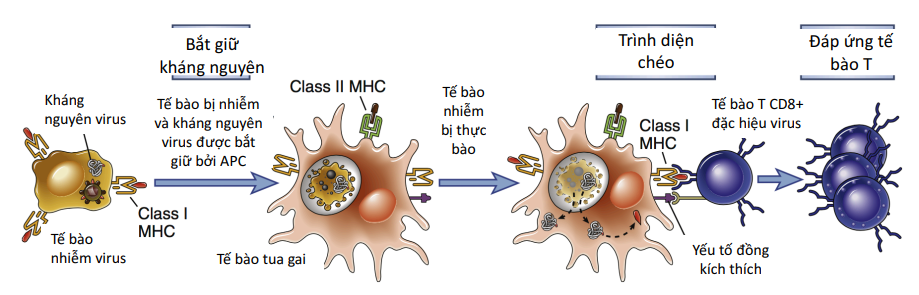 Bắt giữ
kháng nguyên
Trình diện
chéo
Đáp ứng tế
bào T
Kháng
nguyên virus
Tế bào bị nhiễm
và kháng nguyên
virus được bắt
giữ bởi APC
Class II MHC
Tế bào
nhiễm
bị thực
bào
Class I
MHC
Tế bào T CD8+
đặc hiệu virus
Class I
MHC
Tế bào
nhiễm virus
Tế bào tua gai
Yếu tố đồng
kích thích